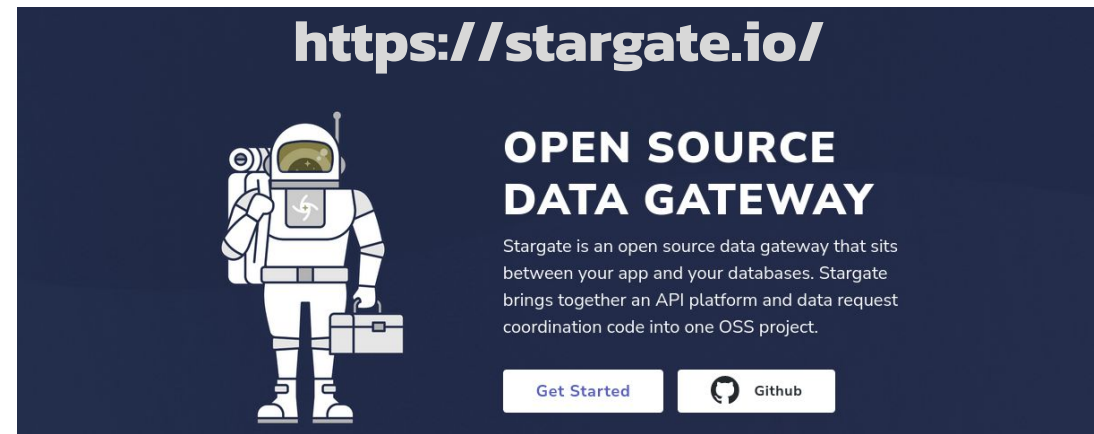 https://stargate.io/
OPEN SOURCE
DATA GATEWAY
Stargate is an open source data gateway that sits
between your app and your databases. Stargate
brings together an API platform and data request
coordination code into one OSS project.
Get Started
Github